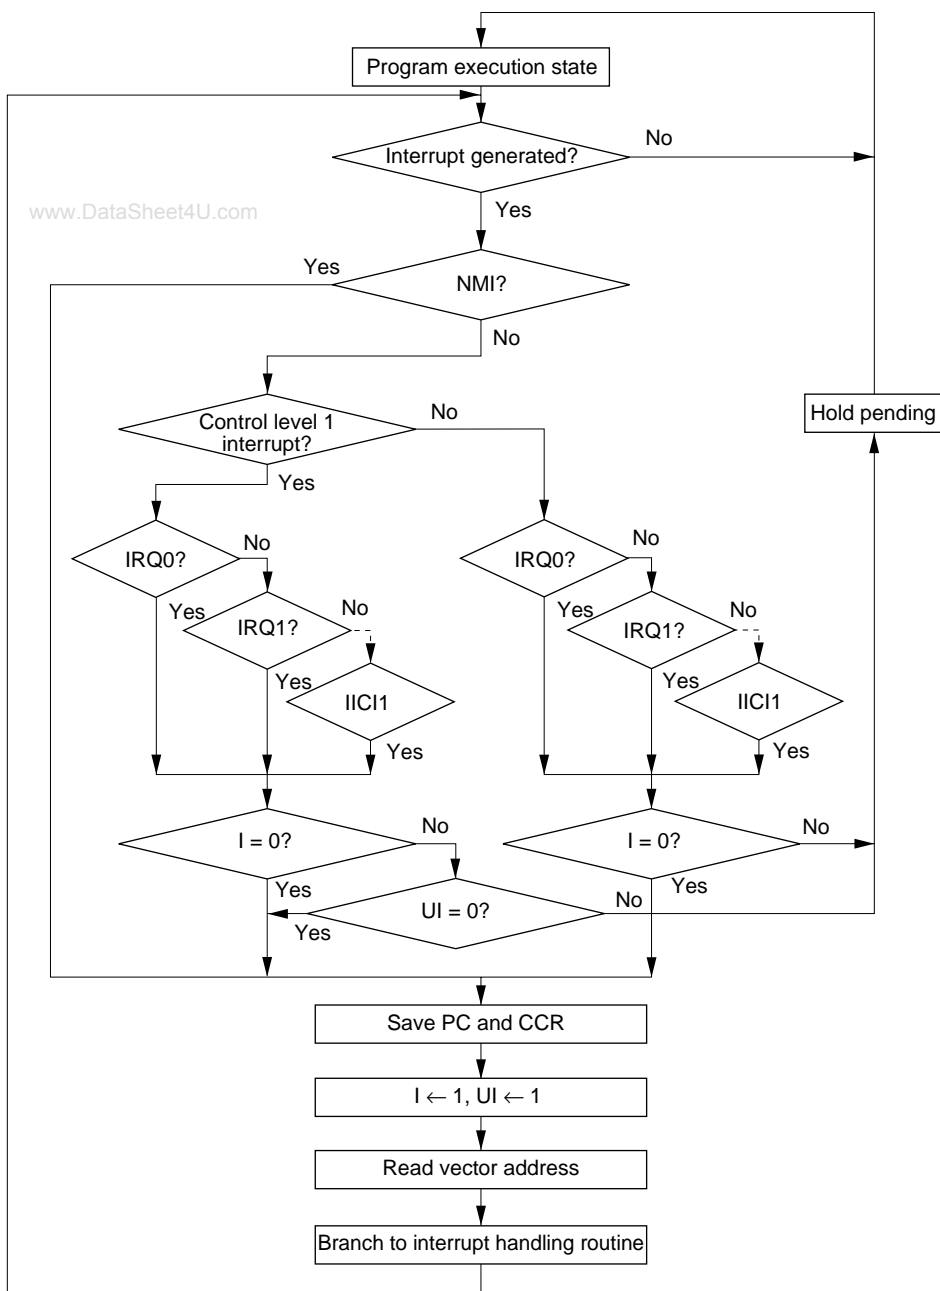 Program execution state
Interrupt generated?
No
Yes
www.DataSheet4U.com
Yes
NMI?
No
Control level 1
interrupt?
No
Hold pending
Yes
IRQ0?
No
IRQ0?
No
Yes
IRQ1?
No
Yes
IRQ1?
No
Yes
IICI1
Yes
IICI1
Yes
Yes
I = 0?
No
I = 0?
No
Yes
Yes
UI = 0?
No
Yes
Save PC and CCR
I ← 1, UI ← 1
Read vector address
Branch to interrupt handling routine